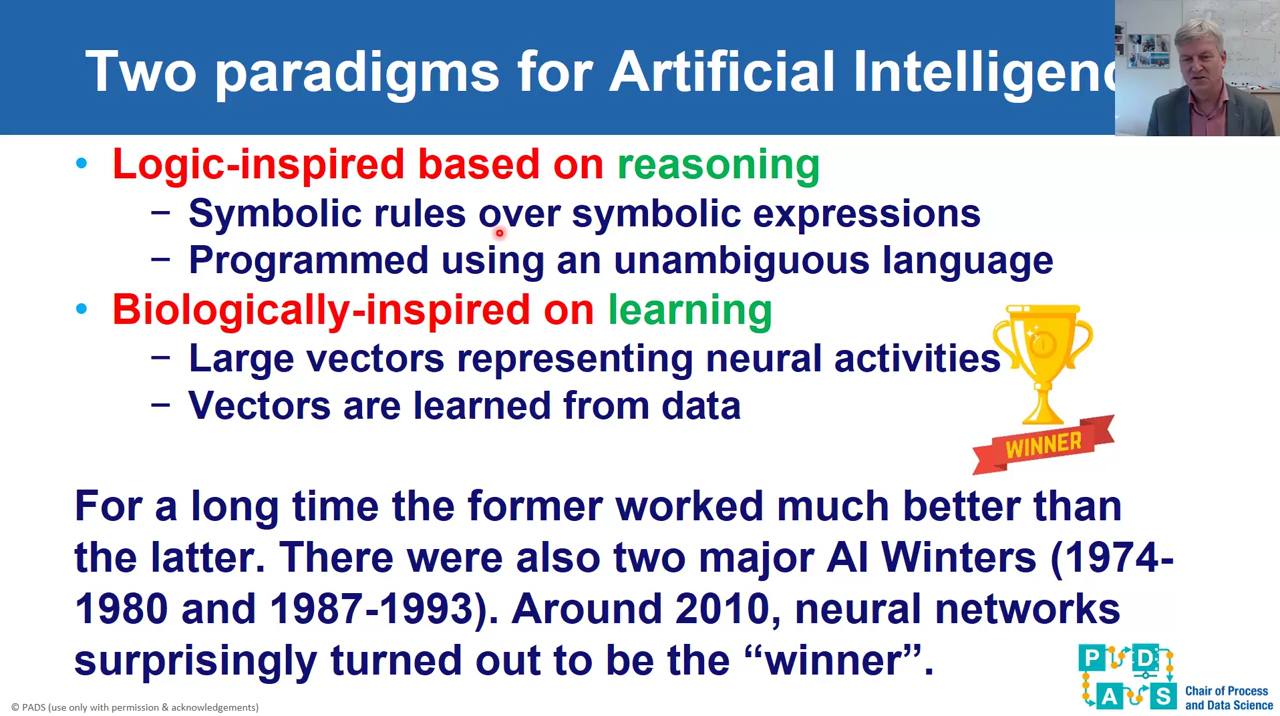 Two paradigms for Artificial Intelligenc
• Logic-inspired based on reasoning
– Symbolic rules over symbolic expressions
– Programmed using an unambiguous language
• Biologically-inspired on learning
– Large vectors representing neural activities
– Vectors are learned from data
WINNER
For a long time the former worked much better than
the latter. There were also two major AI Winters (1974-
1980 and 1987-1993). Around 2010, neural networks
surprisingly turned out to be the “winner”.
P D
A S
Chair of Process
and Data Science
© PADS (use only with permission & acknowledgements)